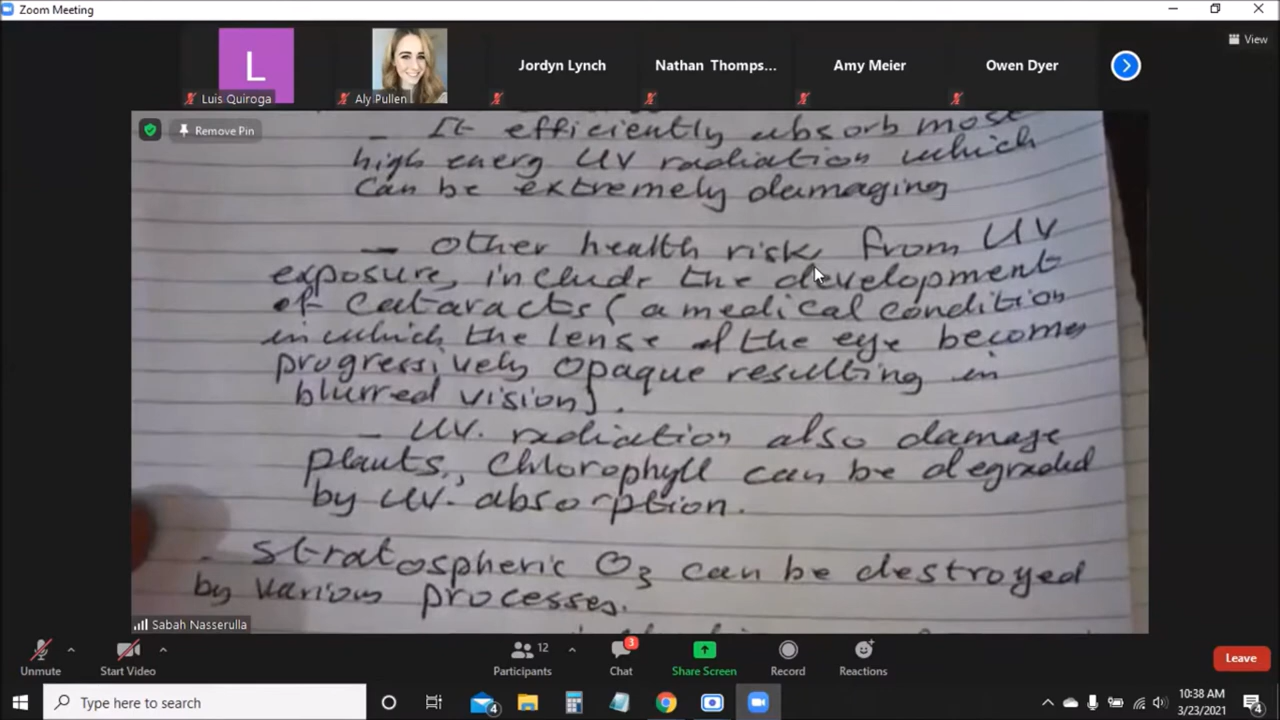 Zoom Meeting
View
L
Luis Quiroga
Aly Pullen
Jordyn Lynch
Nathan Thomps...
Amy Meier
Owen Dyer
Remove Pin
- It efficiently absorb most
high energ UV radiation which
can be extremely damaging
- Other health risk from UV
exposure, include the development
of Cataracts ( a medical condition
in which the lense of the eye becomes
progressively opaque resulting in
blurred vision).
- UV. radiation also damage
plants, Chlorophyll can be degraded
by UV. absorption.
- Stratospheric O3 can be destroyed
by various processes.
Sabah Nasserulla
Unmute
Start Video
12
Participants
3
Chat
Share Screen
Record
Reactions
Leave
Type here to search
4
10:38 AM
3/23/2021
4